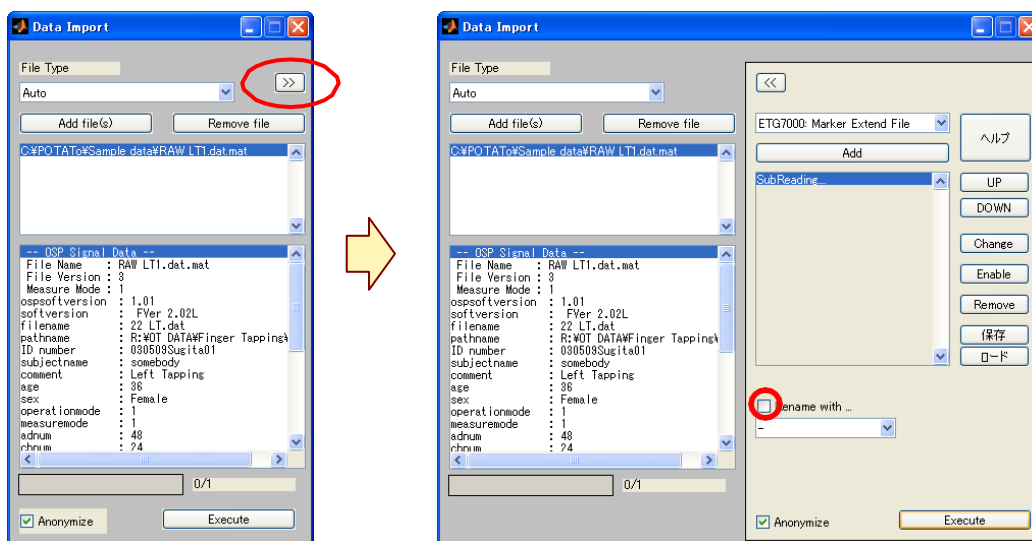 Data Import
File Type
>>
Auto
Add file(s)
Remove file
C:¥POTATo¥Sample data¥RAW LT1.dat.mat
-- OSP Signal Data --
File Name : RAW LT1.dat.mat
File Version : 3
Measure Mode : 1
ospsoftversion : 1.01
softversion : FVer 2.02L
filename : 22 LT.dat
pathname : R:¥OT DATA¥Finger Tapping¥
ID number : 030509Sugita01
subjectname : somebody
comment : Left Tapping
age : 36
sex : Female
operationmode : 1
measuremode : 1
adnum : 48
chnum : 24
0/1
Anonymize
Execute
Data Import
File Type
Auto
Add file(s)
Remove file
C:¥POTATo¥Sample data¥RAW LT1.dat.mat
-- OSP Signal Data --
File Name : RAW LT1.dat.mat
File Version : 3
Measure Mode : 1
ospsoftversion : 1.01
softversion : FVer 2.02L
filename : 22 LT.dat
pathname : R:¥OT DATA¥Finger Tapping¥
ID number : 030509Sugita01
subjectname : somebody
comment : Left Tapping
age : 36
sex : Female
operationmode : 1
measuremode : 1
adnum : 48
chnum : 24
0/1
<<
ETG7000: Marker Extend File
ヘルプ
Add
SubReading...
UP
DOWN
Change
Enable
Remove
保存
ロード
Rename with ...
-
Anonymize
Execute